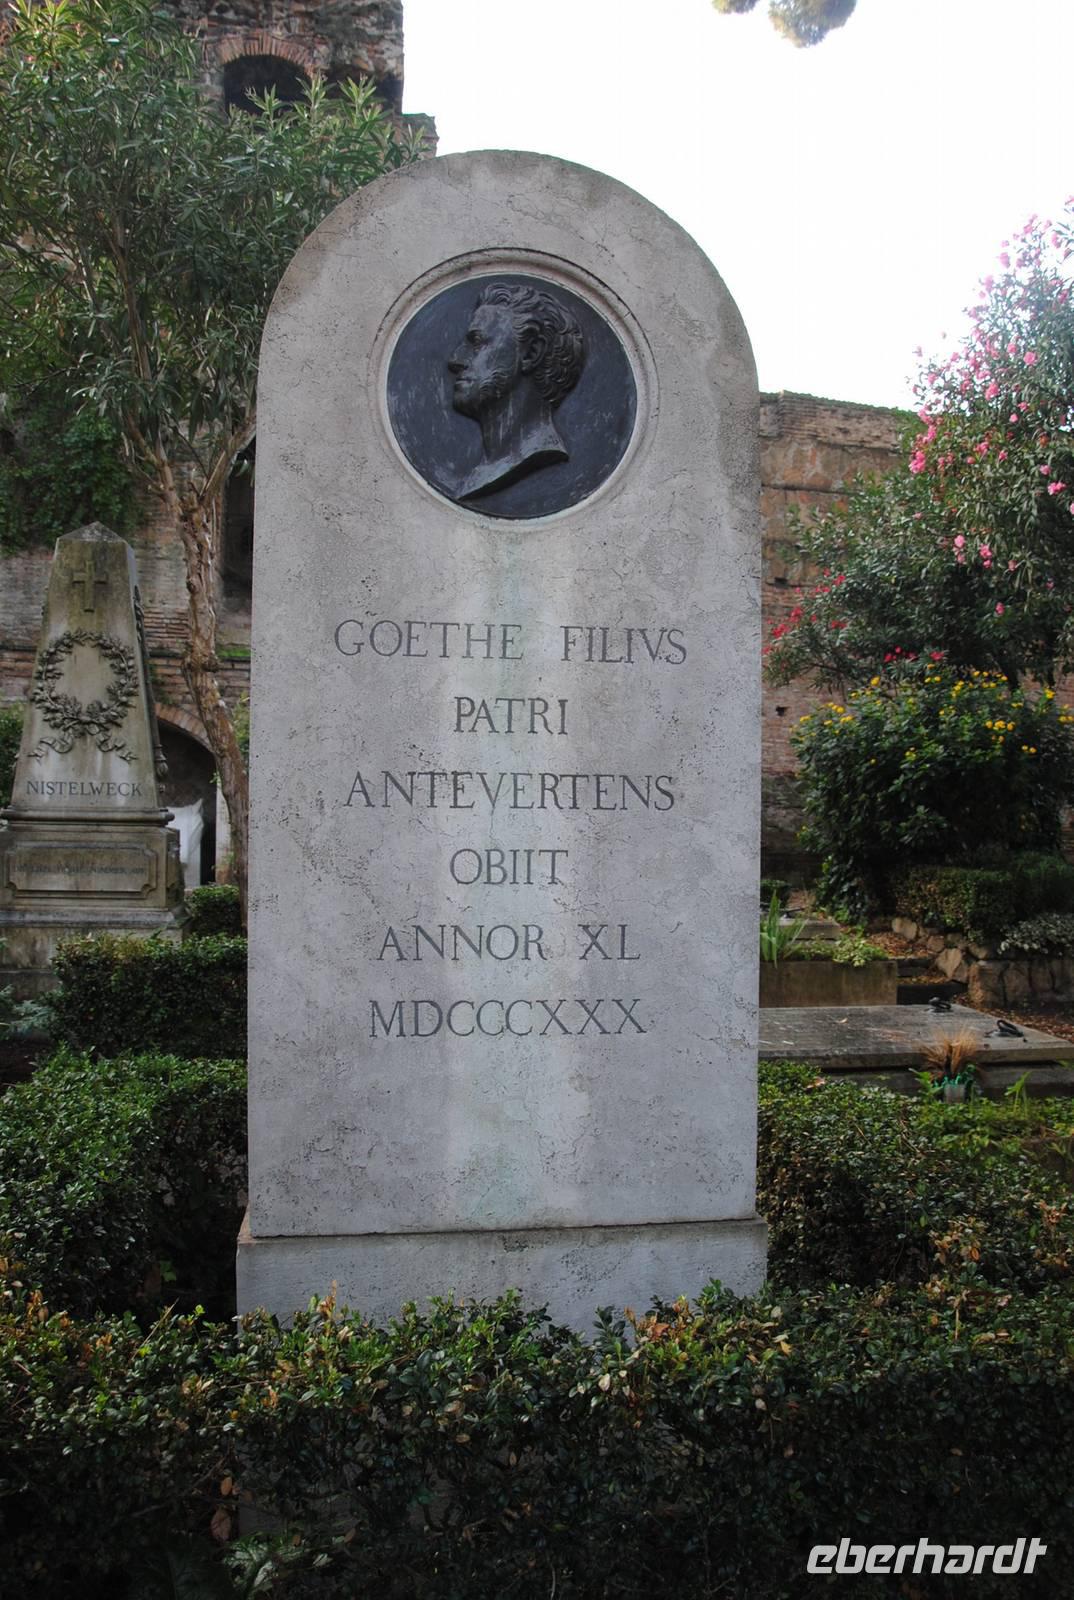 GOETHE FILIVS
PATRI
ANTEVERTENS
OBIIT
ANNOR XL
MDCCCXXX
NISTELWECK
eberhardt